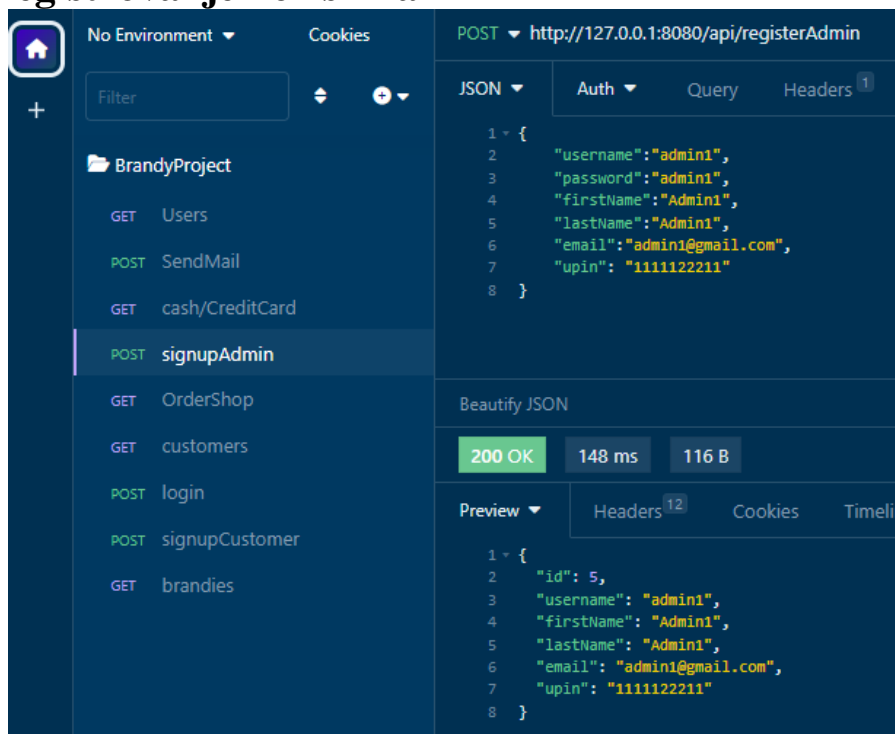 No Environment
Cookies
Filter
BrandyProject
GET Users
POST SendMail
GET cash/CreditCard
POST signupAdmin
GET OrderShop
GET customers
POST login
POST signupCustomer
GET brandies
POST http://127.0.0.1:8080/api/registerAdmin
JSON Auth Query Headers 1
1 {
2 "username":"admin1",
3 "password":"admin1",
4 "firstName":"Admin1",
5 "lastName":"Admin1",
6 "email":"admin1@gmail.com",
7 "upin": "1111122211"
8 }
Beautify JSON
200 OK 148 ms 116 B
Preview Headers 12 Cookies Timeli
1 {
2 "id": 5,
3 "username": "admin1",
4 "firstName": "Admin1",
5 "lastName": "Admin1",
6 "email": "admin1@gmail.com",
7 "upin": "1111122211"
8 }